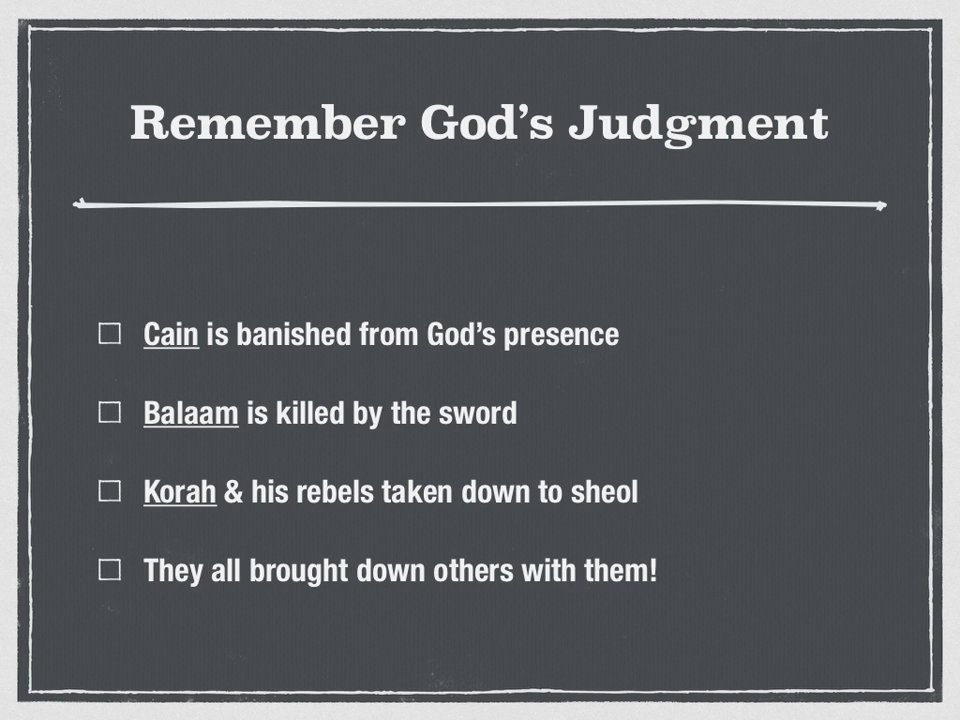 Remember God’s Judgment
Cain is banished from God’s presence
Balaam is killed by the sword
Korah & his rebels taken down to sheol
They all brought down others with them!